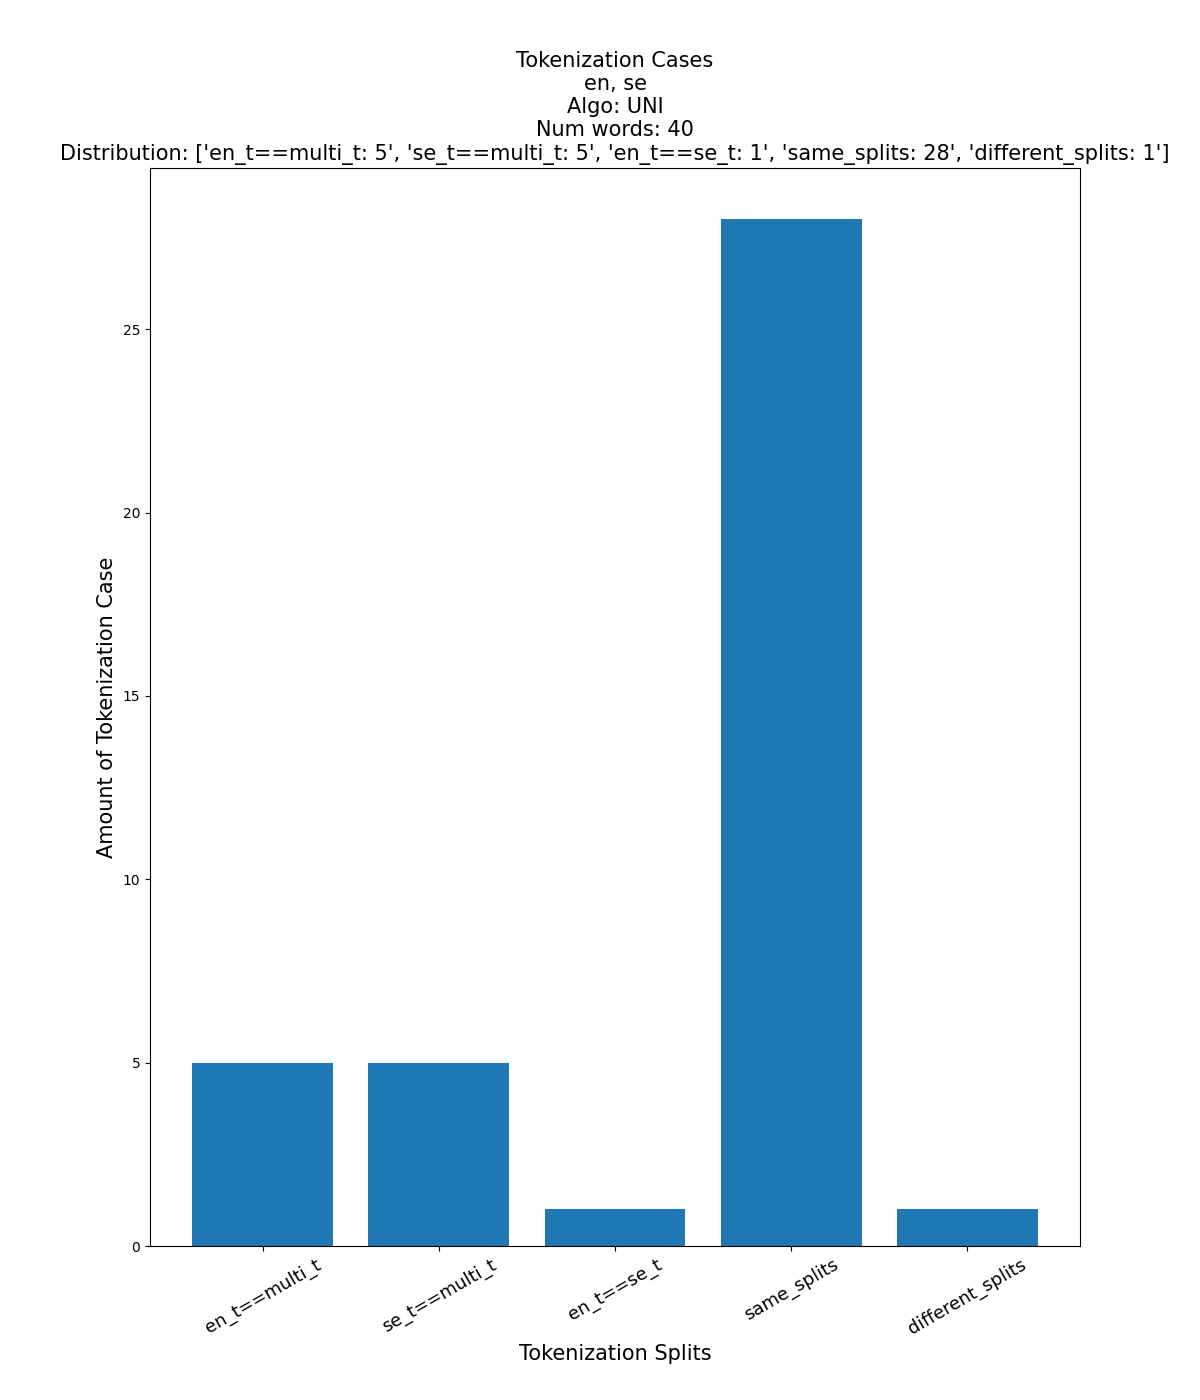 Tokenization Cases
en, se
Algo: UNI
Num words: 40
Distribution: ['en_t==multi_t: 5', 'se_t==multi_t: 5', 'en_t==se_t: 1', 'same_splits: 28', 'different_splits: 1']
Amount of Tokenization Case
25
20
15
10
5
0
en_t==multi_t
se_t==multi_t
en_t==se_t
same_splits
different_splits
Tokenization Splits